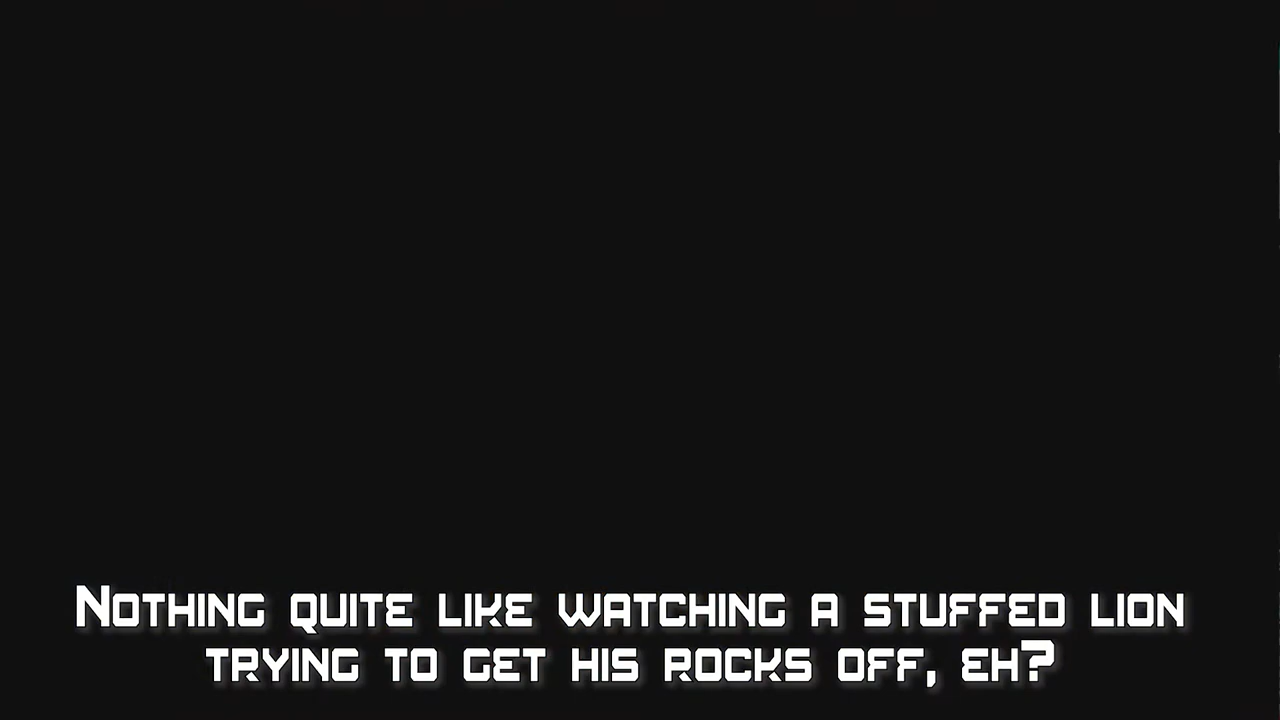 Nothing quite like watching a stuffed lion
trying to get his rocks off, eh?